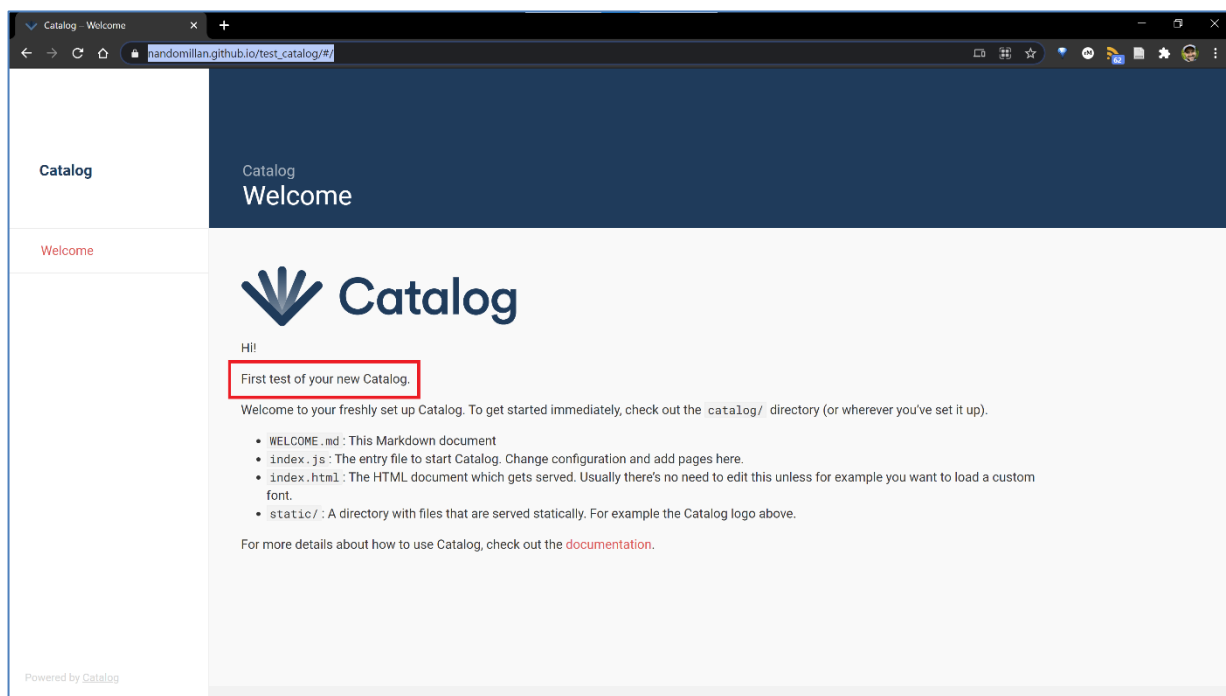 Catalog – Welcome
nandomillan.github.io/test_catalog/#/
62
Catalog
Welcome
Powered by Catalog
Catalog
Welcome
Catalog
Hi!
First test of your new Catalog.
Welcome to your freshly set up Catalog. To get started immediately, check out the catalog/ directory (or wherever you've set it up).
WELCOME.md : This Markdown document
index.js : The entry file to start Catalog. Change configuration and add pages here.
index.html : The HTML document which gets served. Usually there's no need to edit this unless for example you want to load a custom
font.
static/ : A directory with files that are served statically. For example the Catalog logo above.
For more details about how to use Catalog, check out the documentation.